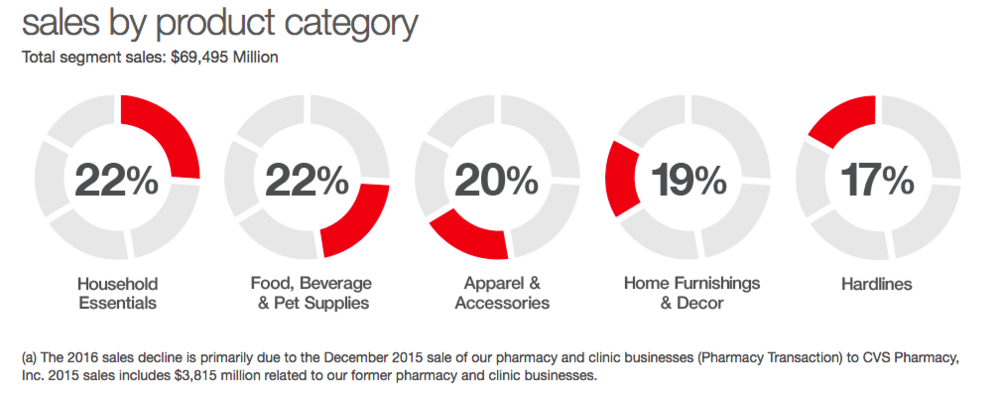 sales by product category
Total segment sales: $69,495 Million
22%
22%
20%
19%
17%
Household
Essentials
Food, Beverage
& Pet Supplies
Apparel &
Accessories
Home Furnishings
& Decor
Hardlines
(a) The 2016 sales decline is primarily due to the December 2015 sale of our pharmacy and clinic businesses (Pharmacy Transaction) to CVS Pharmacy,
Inc. 2015 sales includes $3,815 million related to our former pharmacy and clinic businesses.